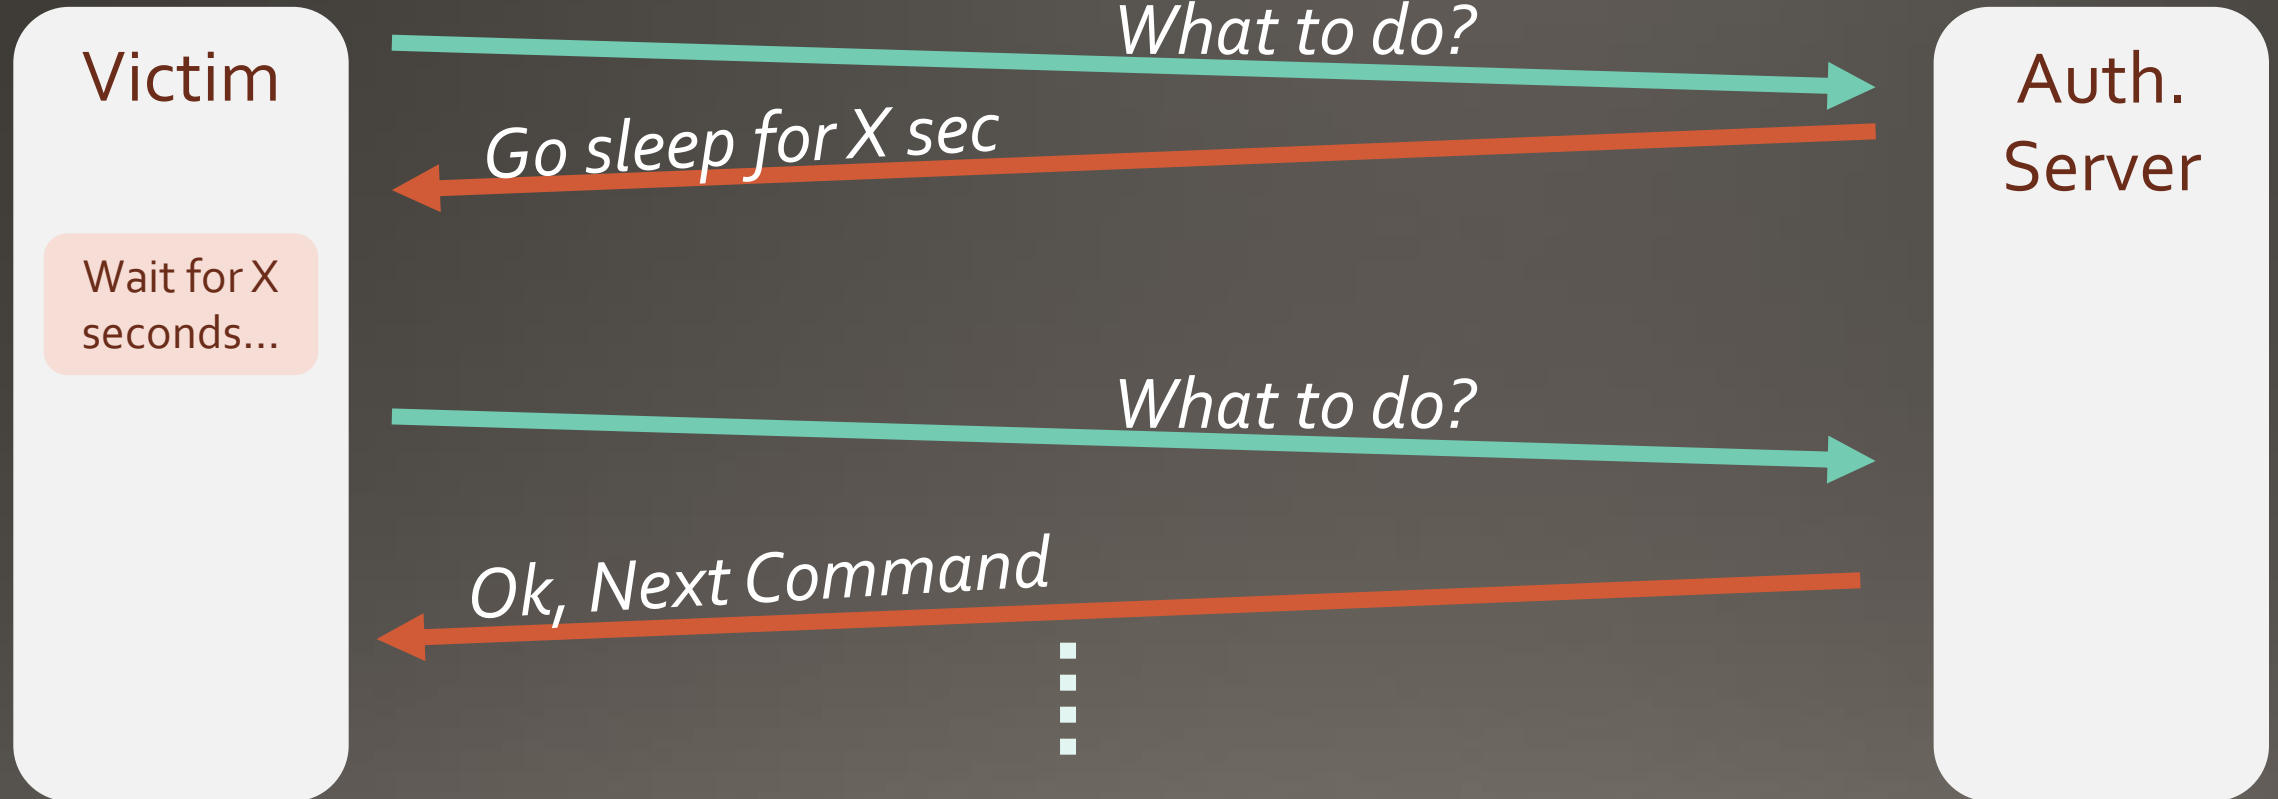 Victim
What to do?
Auth.
Server
Go sleep for X sec
Wait for X
seconds...
What to do?
Ok, Next Command